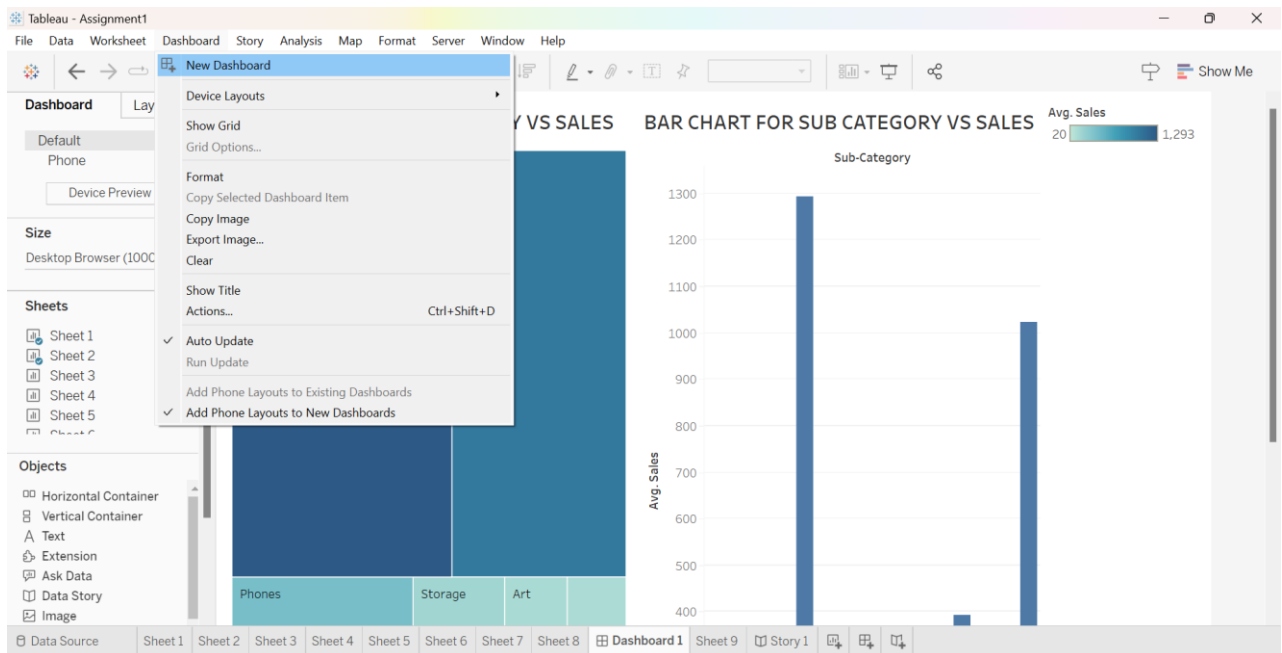 Tableau - Assignment1
File Data Worksheet Dashboard Story Analysis Map Format Server Window Help
Show Me
New Dashboard
Device Layouts
Show Grid
Grid Options...
Format
Copy Selected Dashboard Item
Copy Image
Export Image...
Clear
Show Title
Actions... Ctrl+Shift+D
Auto Update
Run Update
Add Phone Layouts to Existing Dashboards
Add Phone Layouts to New Dashboards
Dashboard Lay
Default
Phone
Device Preview
Size
Desktop Browser (1000
Sheets
Sheet 1
Sheet 2
Sheet 3
Sheet 4
Sheet 5
Objects
Horizontal Container
Vertical Container
Text
Extension
Ask Data
Data Story
Image
Y VS SALES
Phones Storage Art
BAR CHART FOR SUB CATEGORY VS SALES
Sub-Category
Avg. Sales
20 1,293
1300
1200
1100
1000
900
800
700
600
500
400
Avg. Sales
Data Source Sheet 1 Sheet 2 Sheet 3 Sheet 4 Sheet 5 Sheet 6 Sheet 7 Sheet 8 Dashboard 1 Sheet 9 Story 1